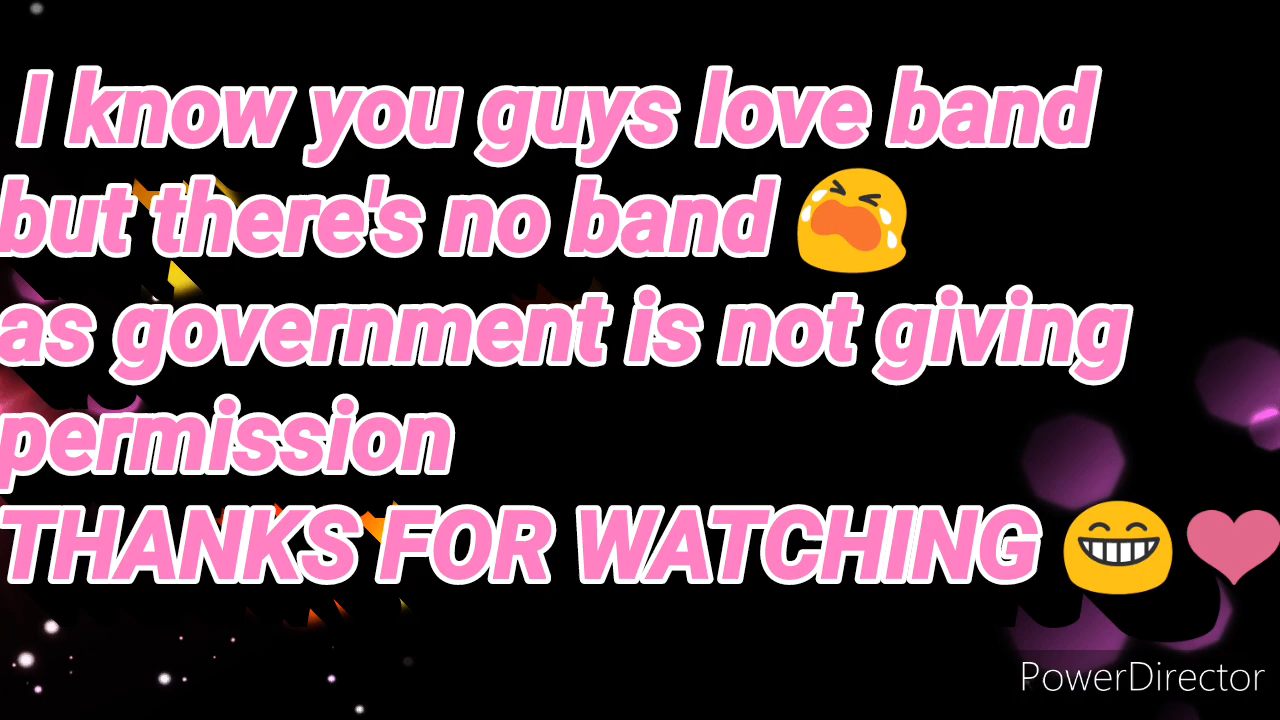 I know you guys love band
but there's no band 😭
as government is not giving
permission
THANKS FOR WATCHING 😁❤
PowerDirector